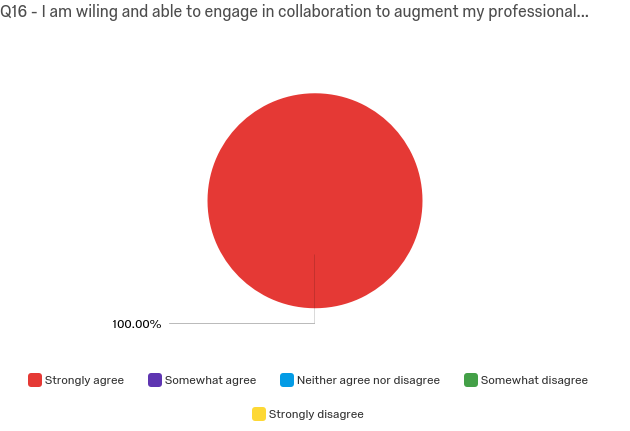 Q16 - I am wiling and able to engage in collaboration to augment my professional...
100.00%
Strongly agree Somewhat agree Neither agree nor disagree Somewhat disagree
Strongly disagree